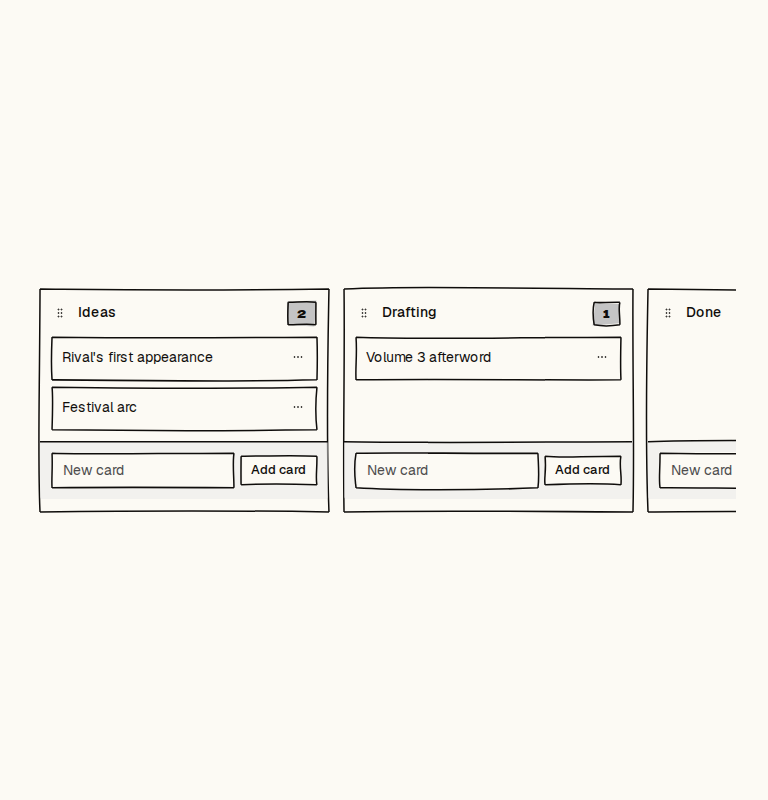 Ideas
2
Rival's first appearance
Festival arc
New card
Add card
Drafting
1
Volume 3 afterword
New card
Add card
Done
New card